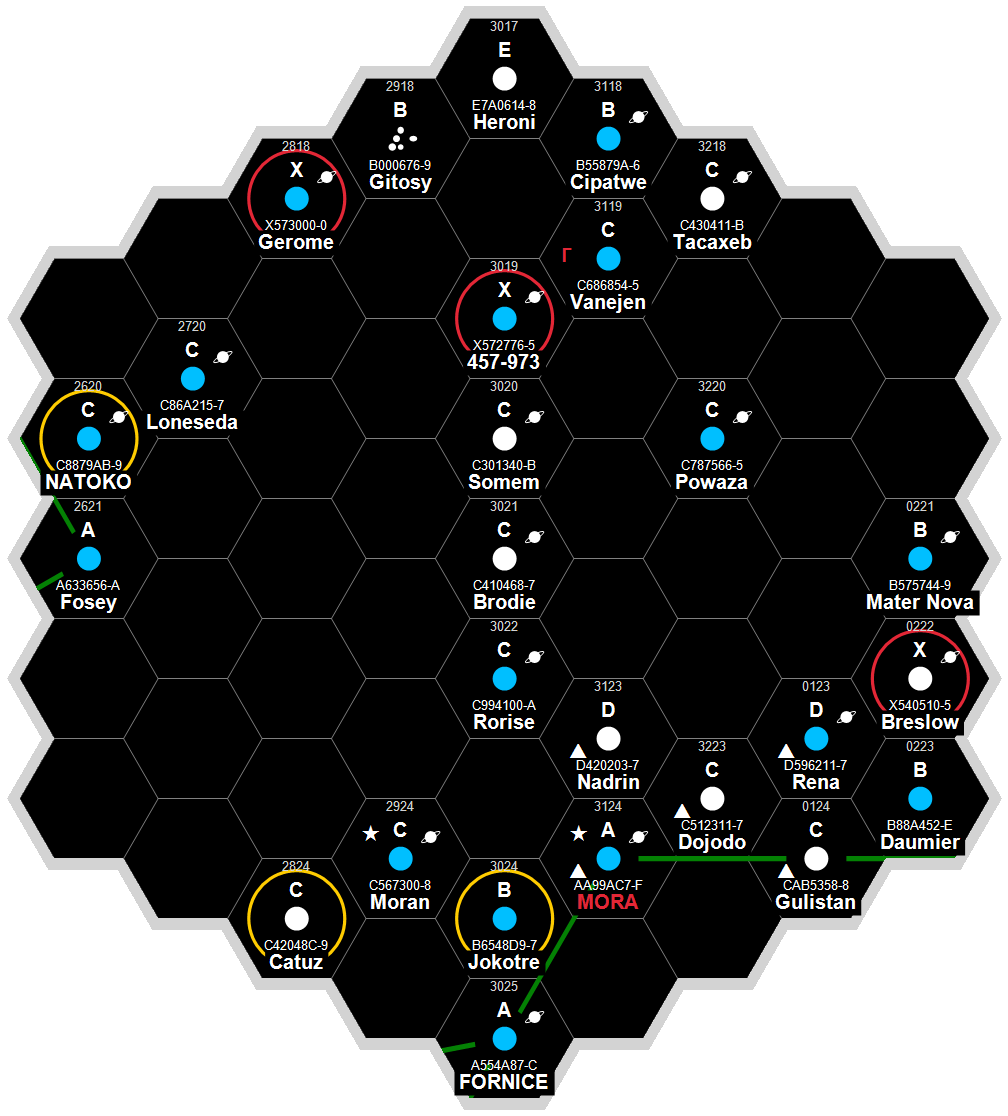 3017
E
E7A0614-8
Heroni
2918
B
B000676-9
Gitosy
3118
B
B55879A-6
Cipatwe
2818
X
X573000-0
Gerome
3218
C
C430411-B
Tacaxeb
3119
C
Γ
C686854-5
Vanejen
3019
X
X572776-5
457-973
2720
C
C86A215-7
Loneseda
2620
C
C8879AB-9
NATOKO
3020
C
C301340-B
Somem
3220
C
C787566-5
Powaza
2621
A
A633656-A
Fosey
3021
C
C410468-7
Brodie
0221
B
B575744-9
Mater Nova
3022
C
C994100-A
Rorise
0222
X
X540510-5
Breslow
3123
D
D420203-7
Nadrin
0123
D
D596211-7
Rena
3223
C
C512311-7
Dojodo
0223
B
B88A452-E
Daumier
2924
C
C567300-8
Moran
3124
A
AA99AC7-F
MORA
0124
C
CAB5358-8
Gulistan
2824
C
C42048C-9
Catuz
3024
B
B6548D9-7
Jokotre
3025
A
A554A87-C
FORNICE